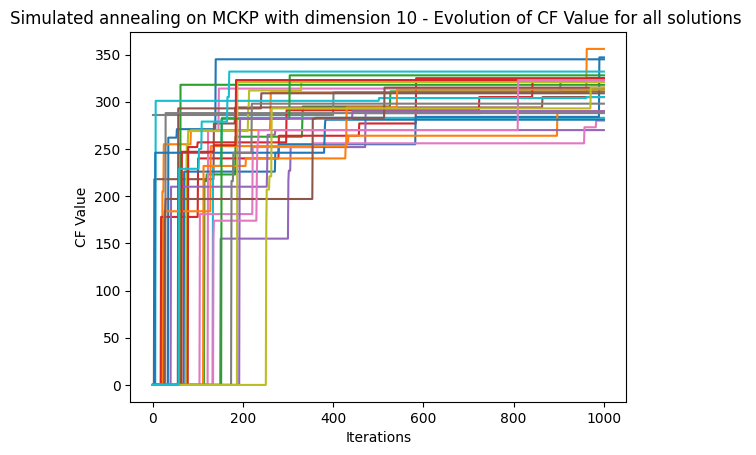 Simulated annealing on MCKP with dimension 10 - Evolution of CF Value for all solutions
350
300
250
200
150
100
50
0
CF Value
0 200 400 600 800 1000
Iterations